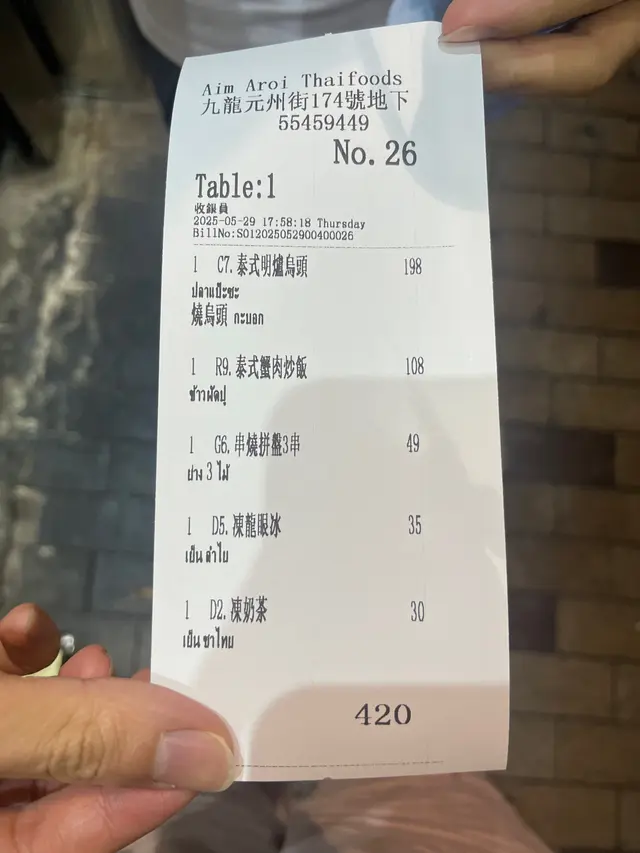 Aim Aroi Thaifoods
九龍元州街174號地下
55459449
No. 26
Table:1
收銀員
2025-05-29 17:58:18 Thursday
BillNo:S012025052900400026
1 C7. 泰式明爐烏頭 198
ปลาแป๊ะซะ
燒烏頭 กะบอก
1 R9. 泰式蟹肉炒飯 108
ข้าวผัดปู
1 G6. 串燒拼盤3串 49
ย่าง 3 ไม้
1 D5. 凍龍眼冰 35
เย็น ลำไย
1 D2. 凍奶茶 30
เย็น ชาไทย
420